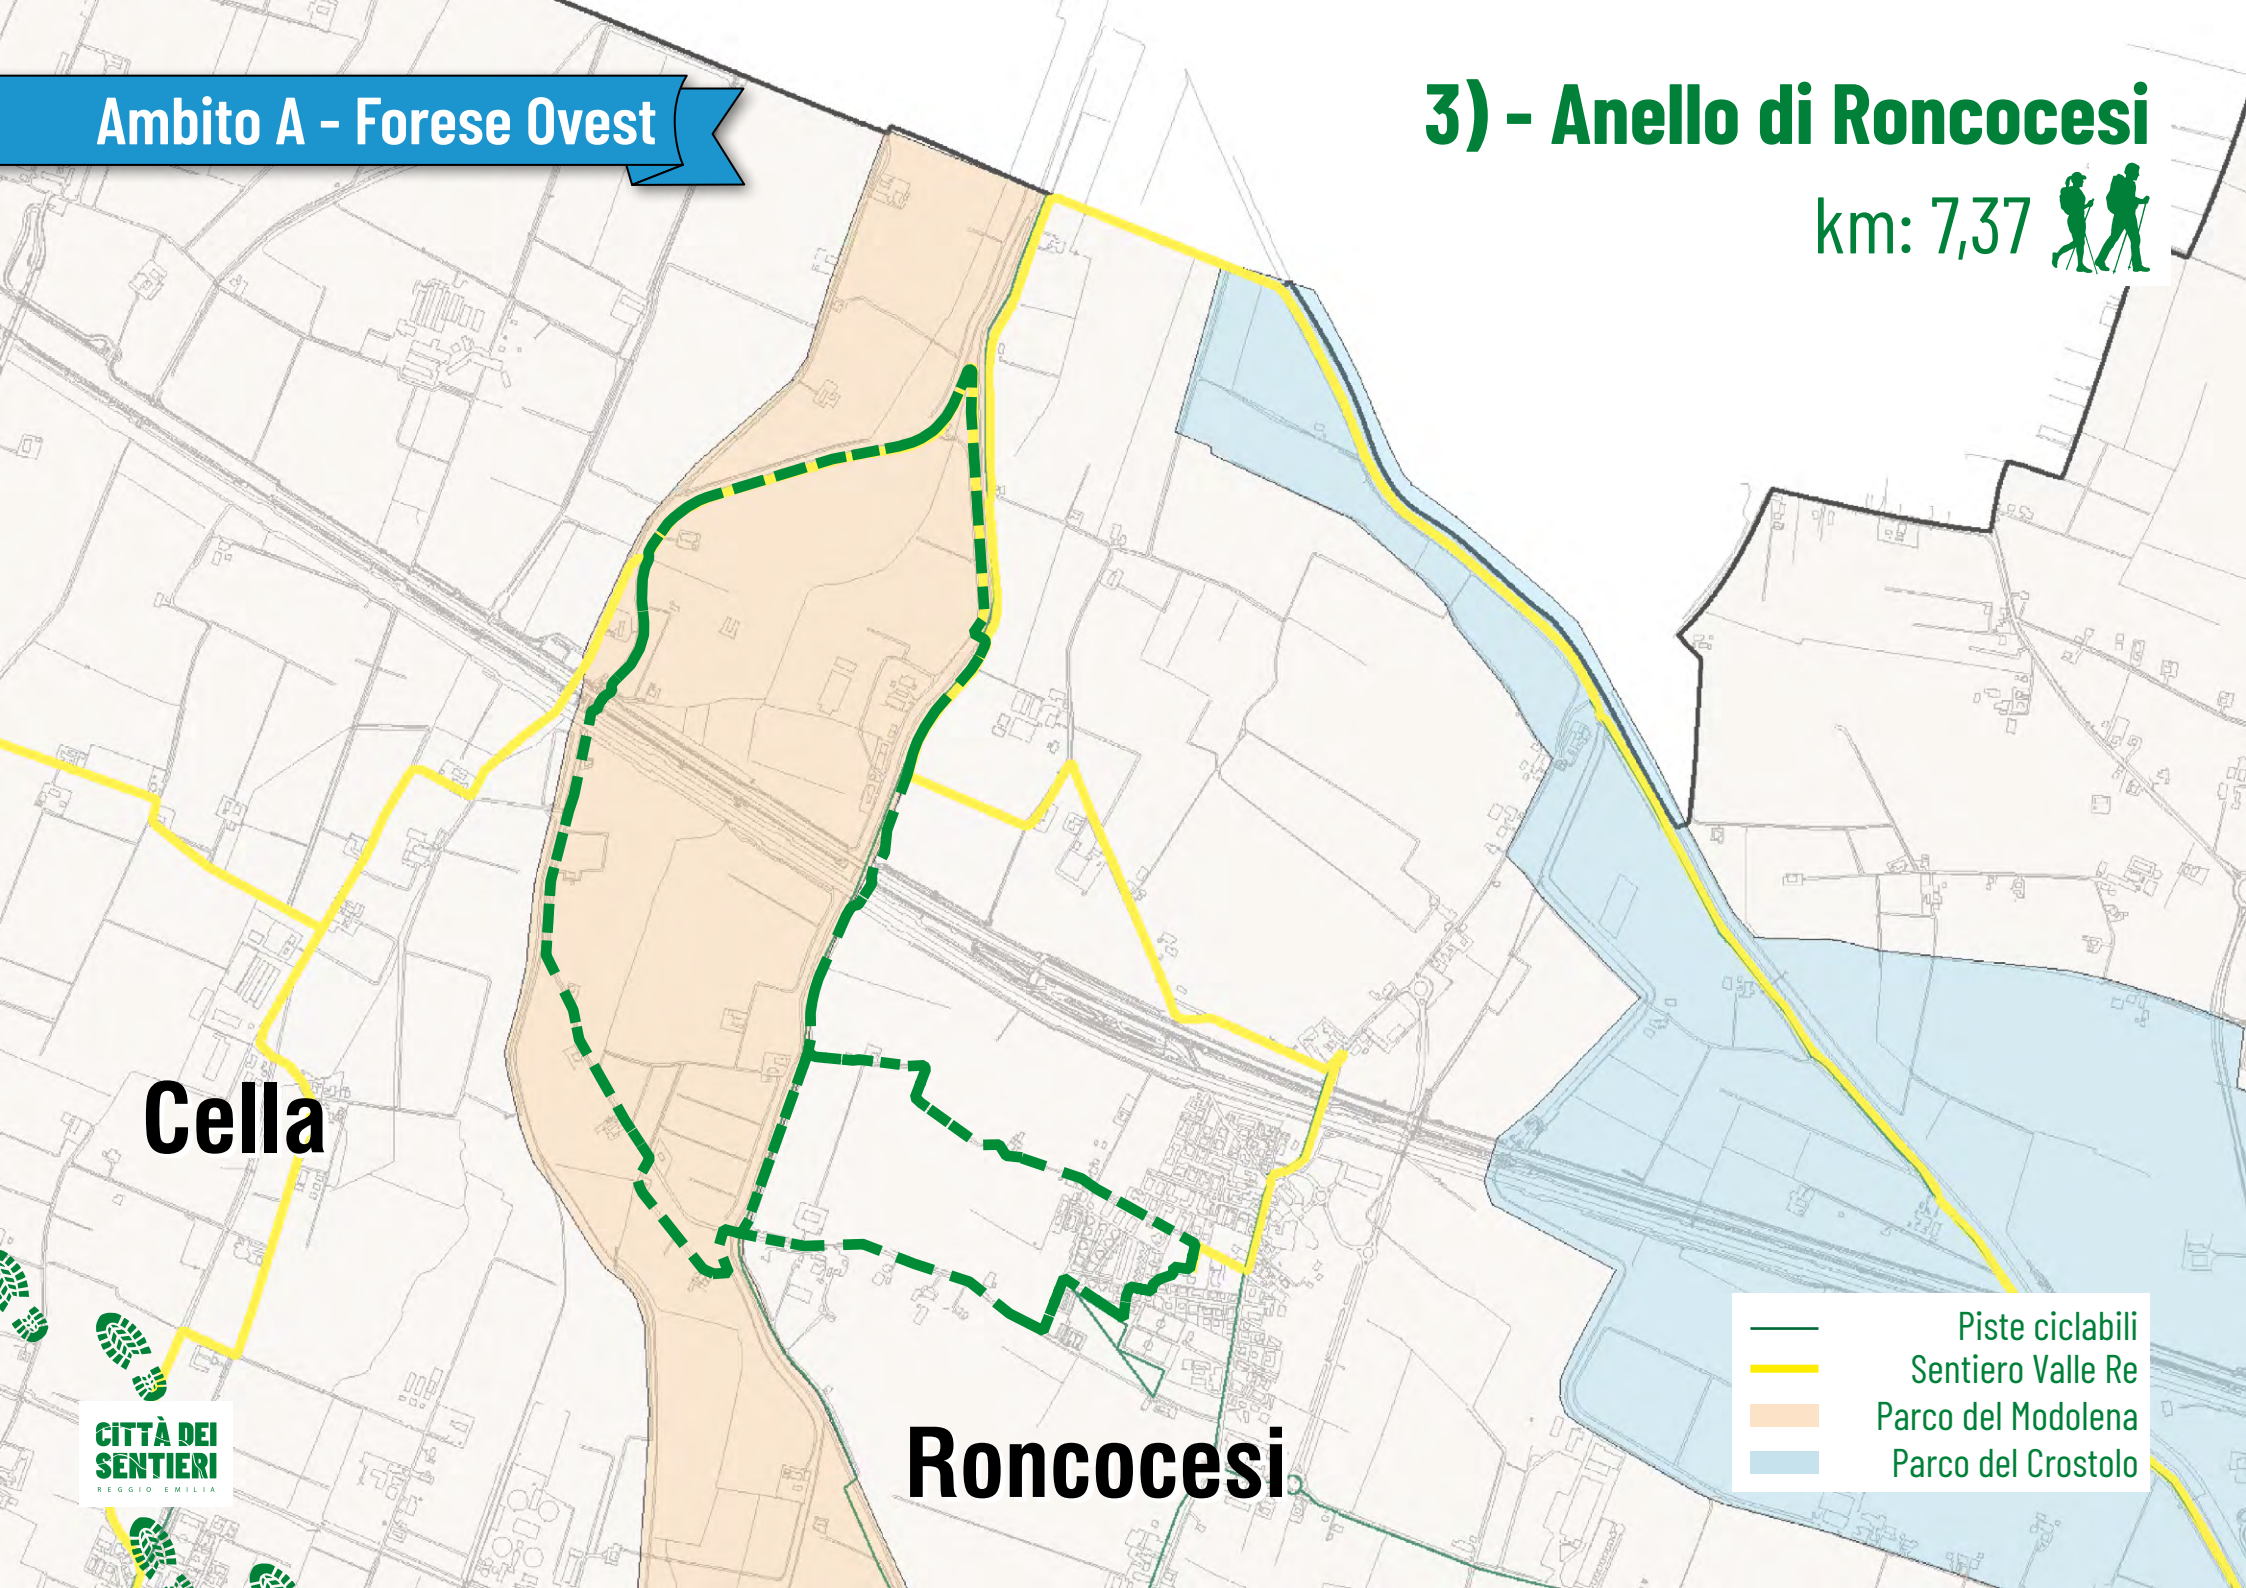 Ambito A - Forese Ovest
3) - Anello di Roncocesi
km: 7,37
Cella
Roncocesi
Piste ciclabili
Sentiero Valle Re
Parco del Modolena
Parco del Crostolo
CiTTÀ DEI
SENTIERI
REGGIO EMILIA